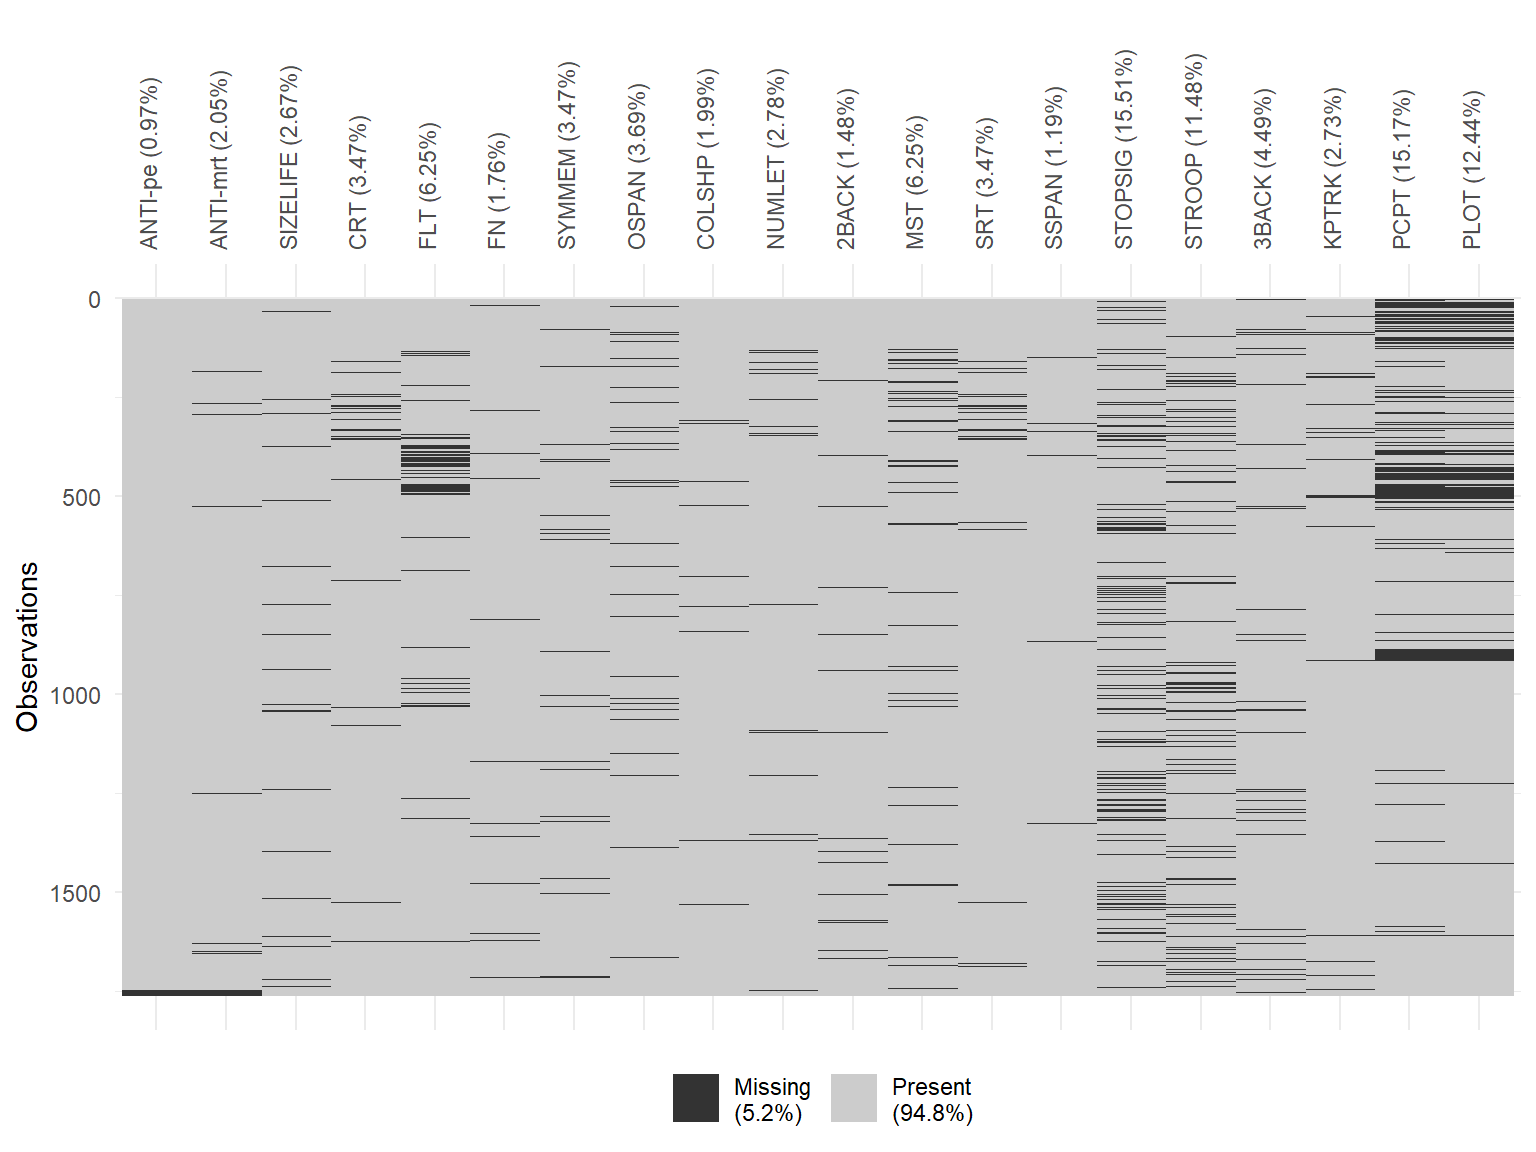 ANTI-pe (0.97%)
ANTI-mrt (2.05%)
SIZELIFE (2.67%)
CRT (3.47%)
FLT (6.25%)
FN (1.76%)
SYMMEM (3.47%)
OSPAN (3.69%)
COLSHP (1.99%)
NUMLET (2.78%)
2BACK (1.48%)
MST (6.25%)
SRT (3.47%)
SSPAN (1.19%)
STOPSIG (15.51%)
STROOP (11.48%)
3BACK (4.49%)
KPTRK (2.73%)
PCPT (15.17%)
PLOT (12.44%)
0
500
1000
1500
Observations
Missing
(5.2%)
Present
(94.8%)